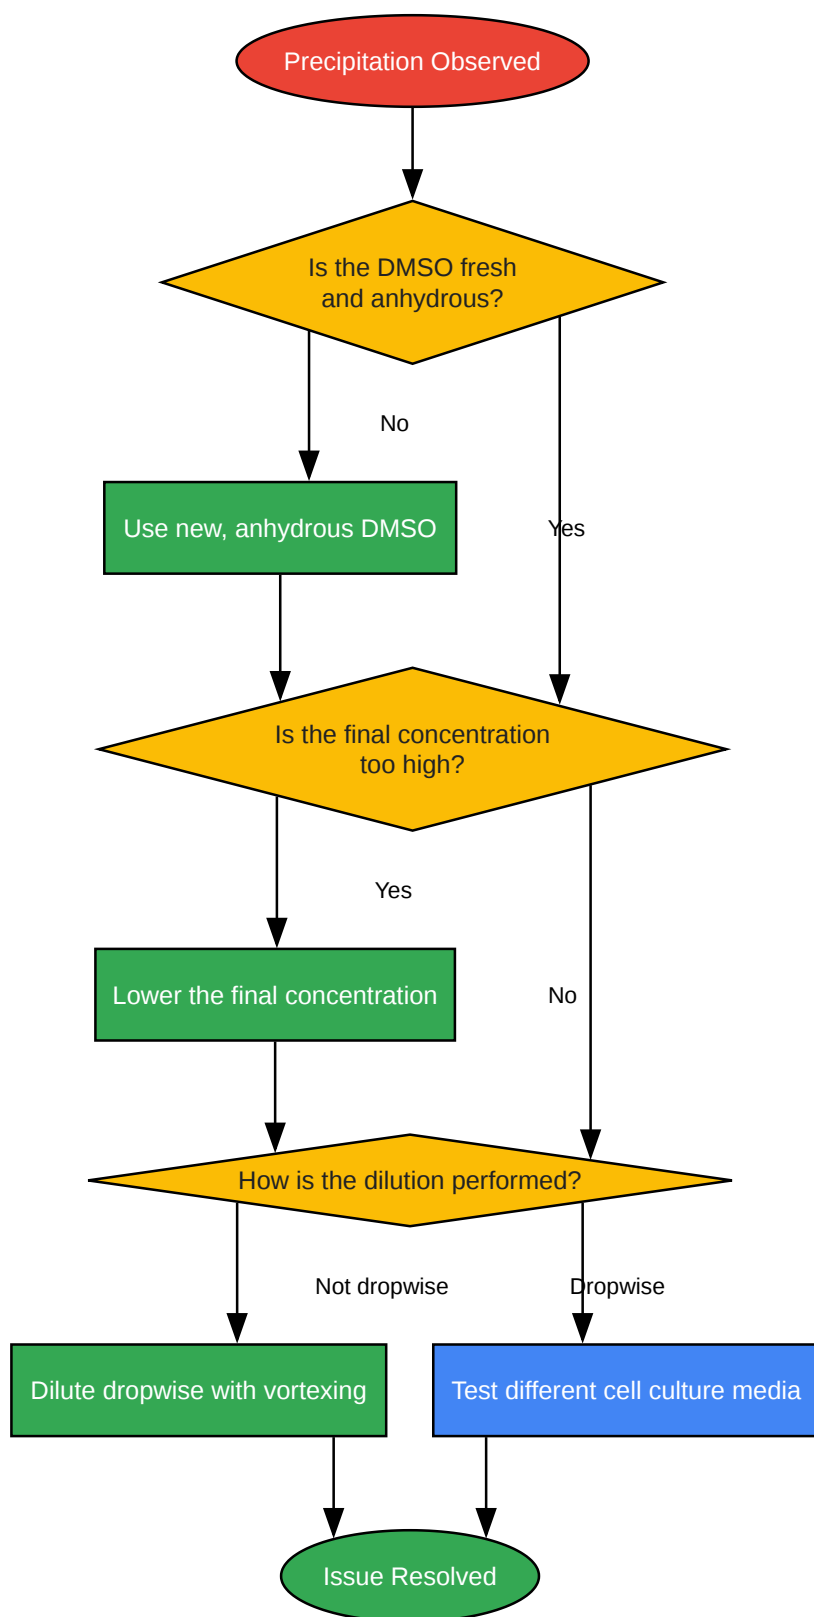 Precipitation Observed
Is the DMSO fresh
and anhydrous?
No
Use new, anhydrous DMSO
Yes
Is the final concentration
too high?
Yes
Lower the final concentration
No
How is the dilution performed?
Not dropwise
Dropwise
Dilute dropwise with vortexing
Test different cell culture media
Issue Resolved